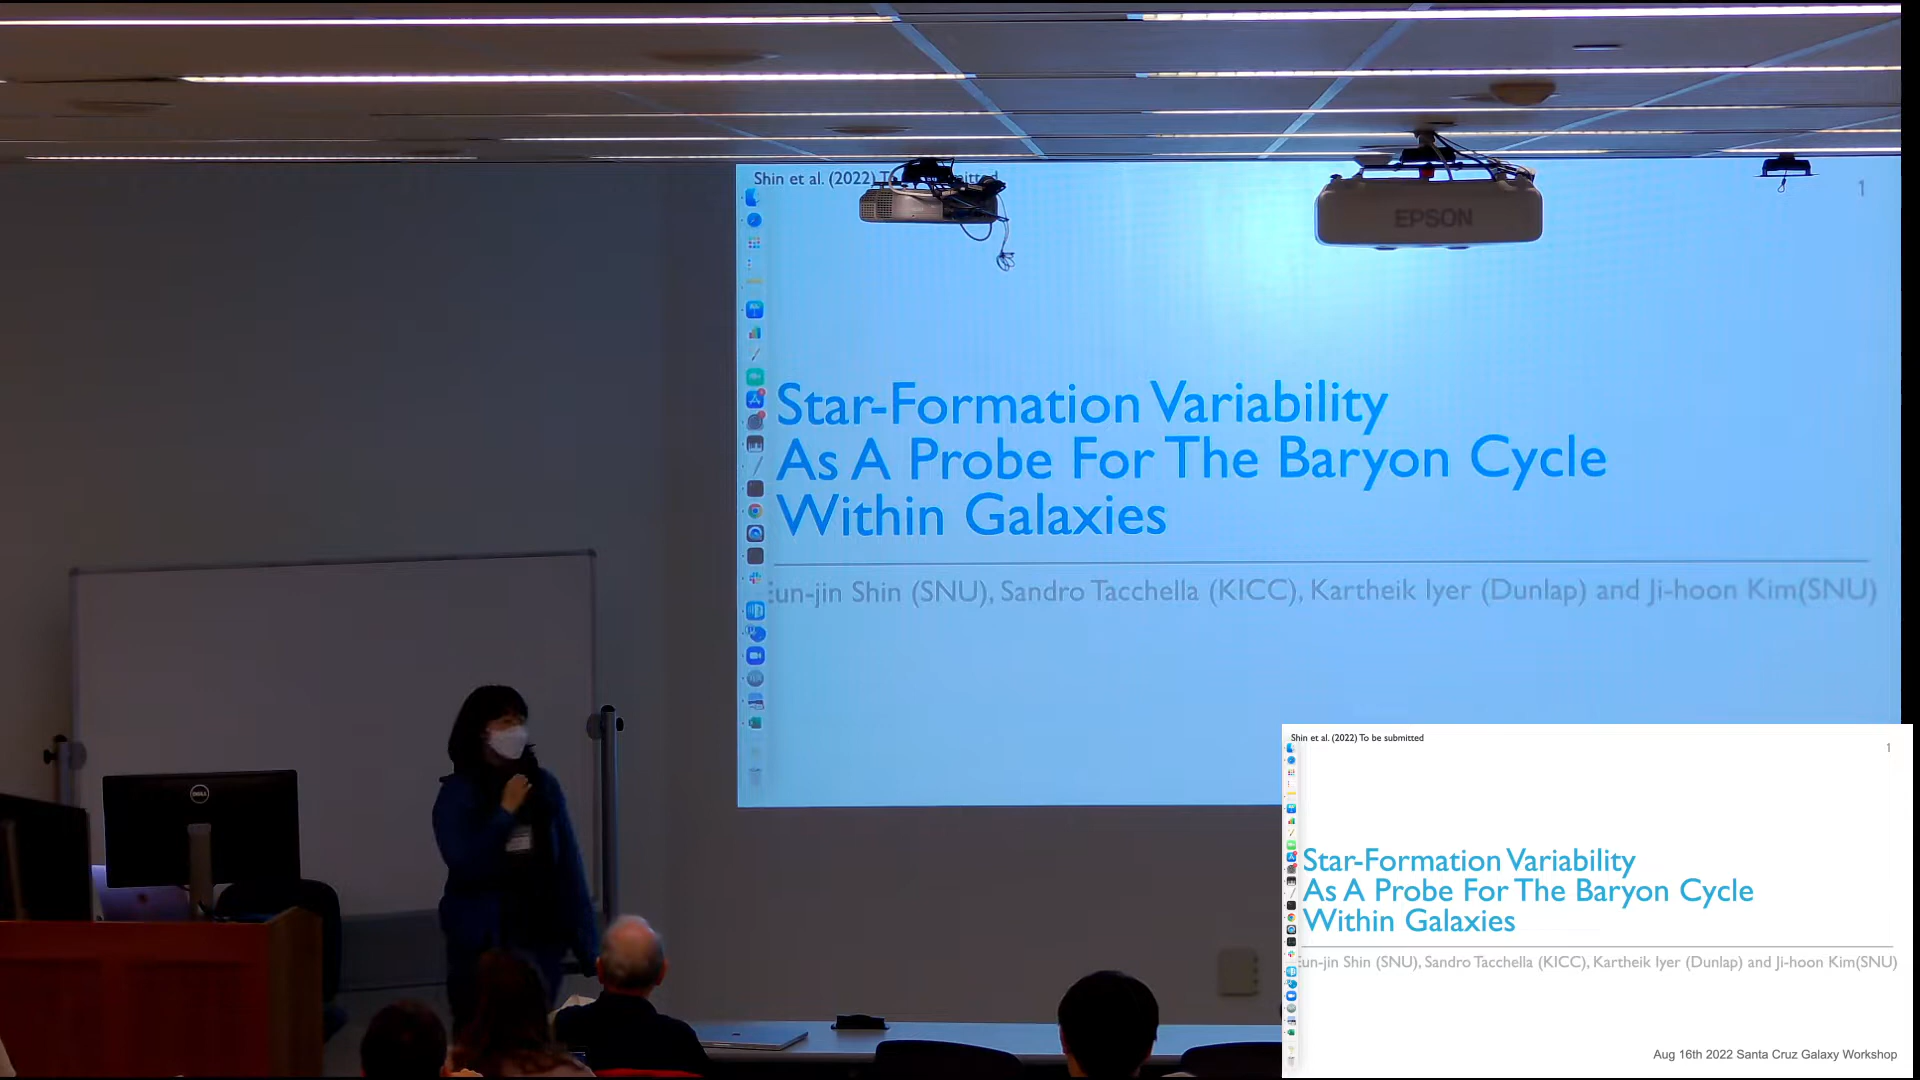 Shin et al. (2022)
EPSON
1
Star-Formation Variability
As A Probe For The Baryon Cycle
Within Galaxies
un-jin Shin (SNU), Sandro Tacchella (KICC), Kartheik Iyer (Dunlap) and Ji-hoon Kim(SNU)
DELL
Shin et al. (2022) To be submitted
1
Star-Formation Variability
As A Probe For The Baryon Cycle
Within Galaxies
un-jin Shin (SNU), Sandro Tacchella (KICC), Kartheik Iyer (Dunlap) and Ji-hoon Kim(SNU)
Aug 16th 2022 Santa Cruz Galaxy Workshop